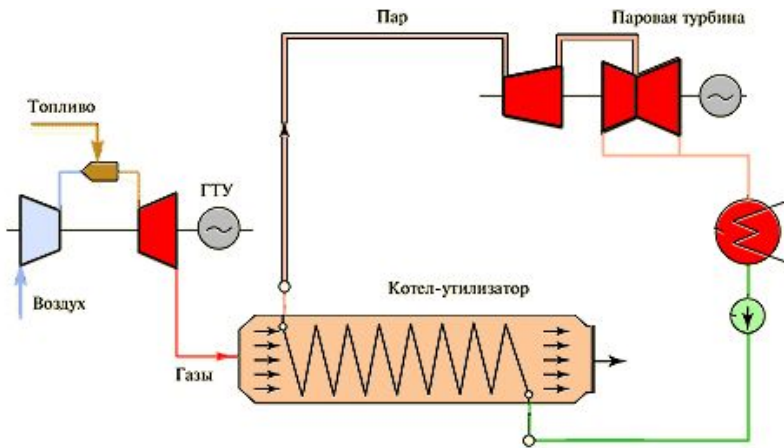 Пар
Паровая турбина
Топливо
ГТУ
Воздух
Котел-утилизатор
Газы